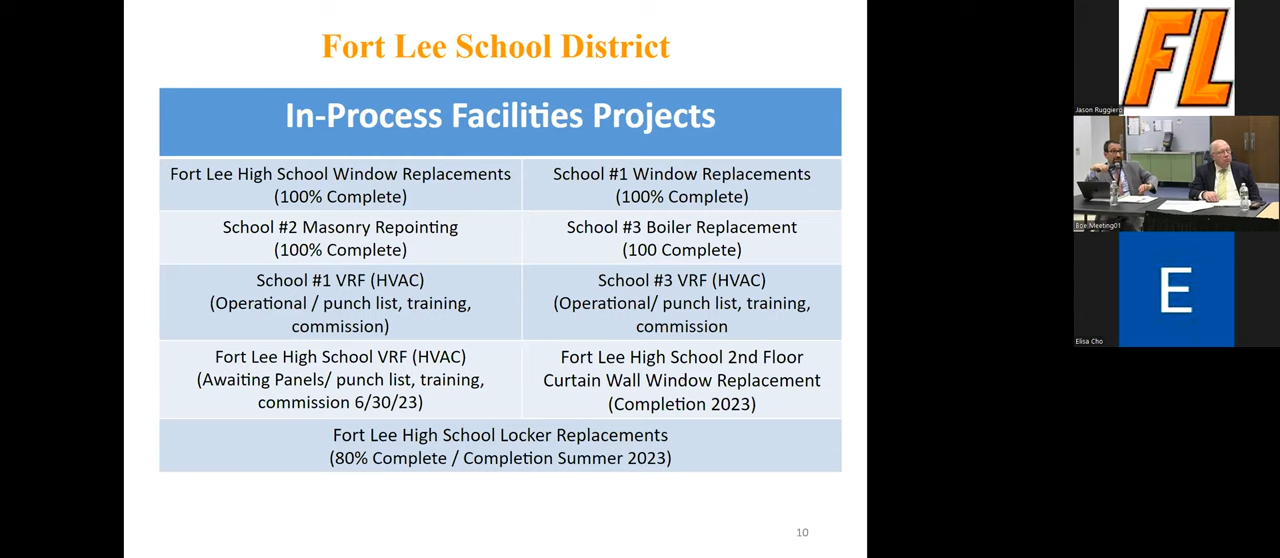 Fort Lee School District
In-Process Facilities Projects
Fort Lee High School Window Replacements
(100% Complete)
School #1 Window Replacements
(100% Complete)
School #2 Masonry Repointing
(100% Complete)
School #3 Boiler Replacement
(100 Complete)
School #1 VRF (HVAC)
(Operational / punch list, training,
commission)
School #3 VRF (HVAC)
(Operational/ punch list, training,
commission
Fort Lee High School VRF (HVAC)
(Awaiting Panels/ punch list, training,
commission 6/30/23)
Fort Lee High School 2nd Floor
Curtain Wall Window Replacement
(Completion 2023)
Fort Lee High School Locker Replacements
(80% Complete / Completion Summer 2023)
10
FL
Jason Ruggiero
Boe Meeting01
E
Elisa Cho